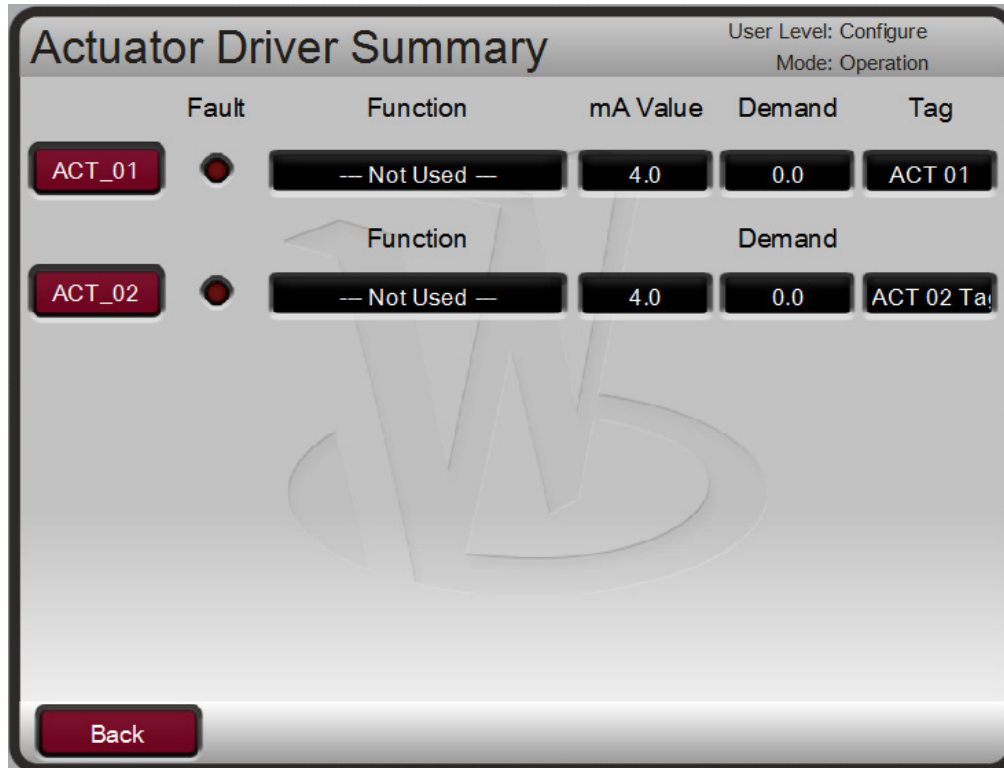 Actuator Driver Summary
User Level: Configure
Mode: Operation
Fault Function mA Value Demand Tag
ACT_01 --- Not Used --- 4.0 0.0 ACT 01
Function Demand
ACT_02 --- Not Used --- 4.0 0.0 ACT 02 Tag
Back